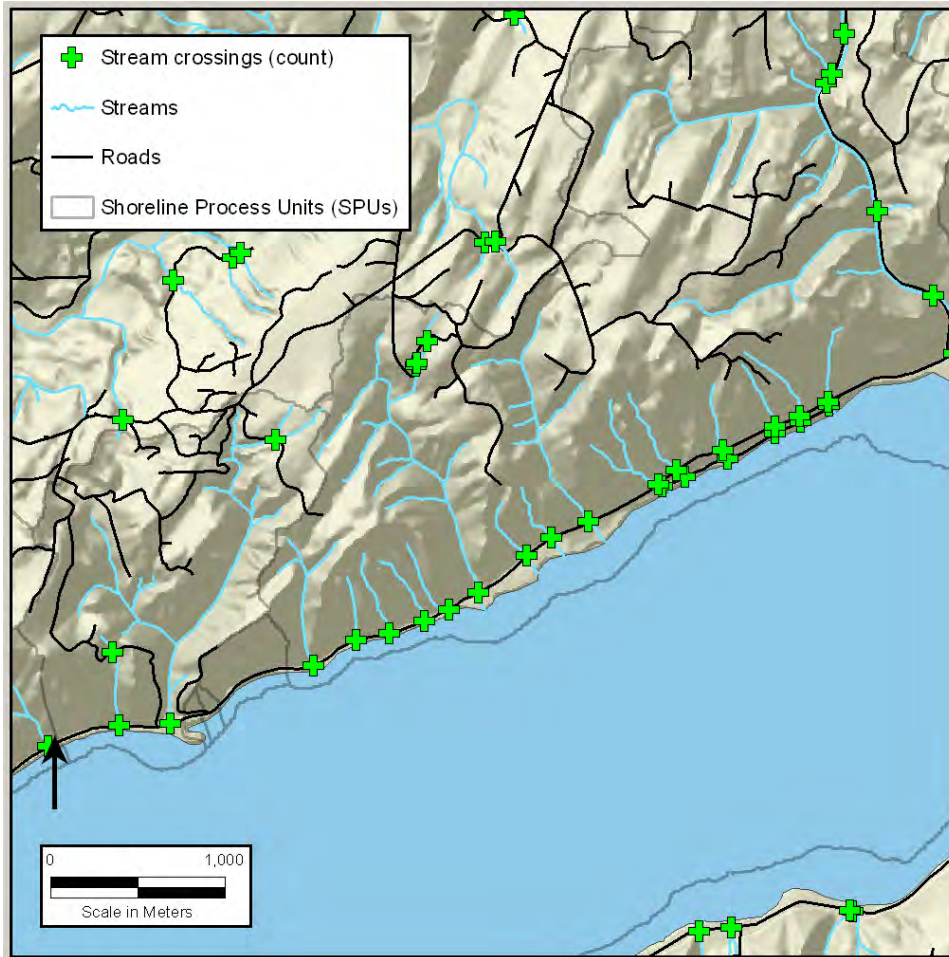 Stream crossings (count)
Streams
Roads
Shoreline Process Units (SPUs)
0 1,000
Scale in Meters